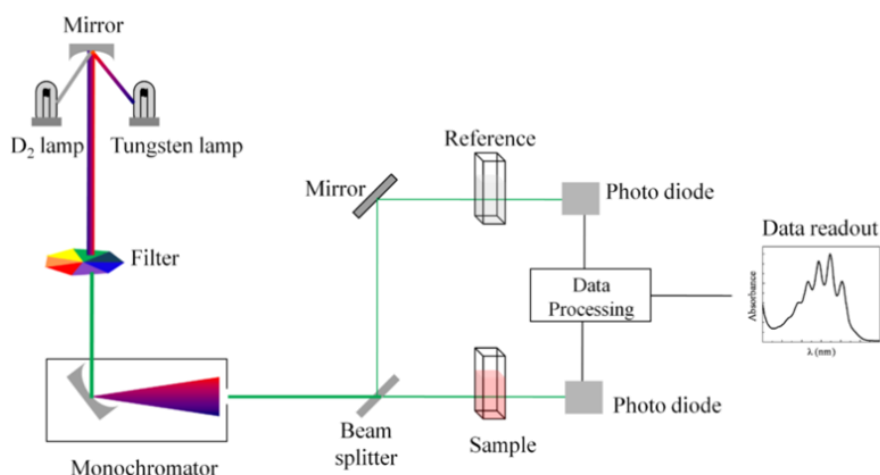 Mirror
D₂ lamp
Tungsten lamp
Filter
Monochromator
Beam
splitter
Mirror
Reference
Photo diode
Data
Processing
Sample
Photo diode
Data readout
Absorbance
λ (nm)